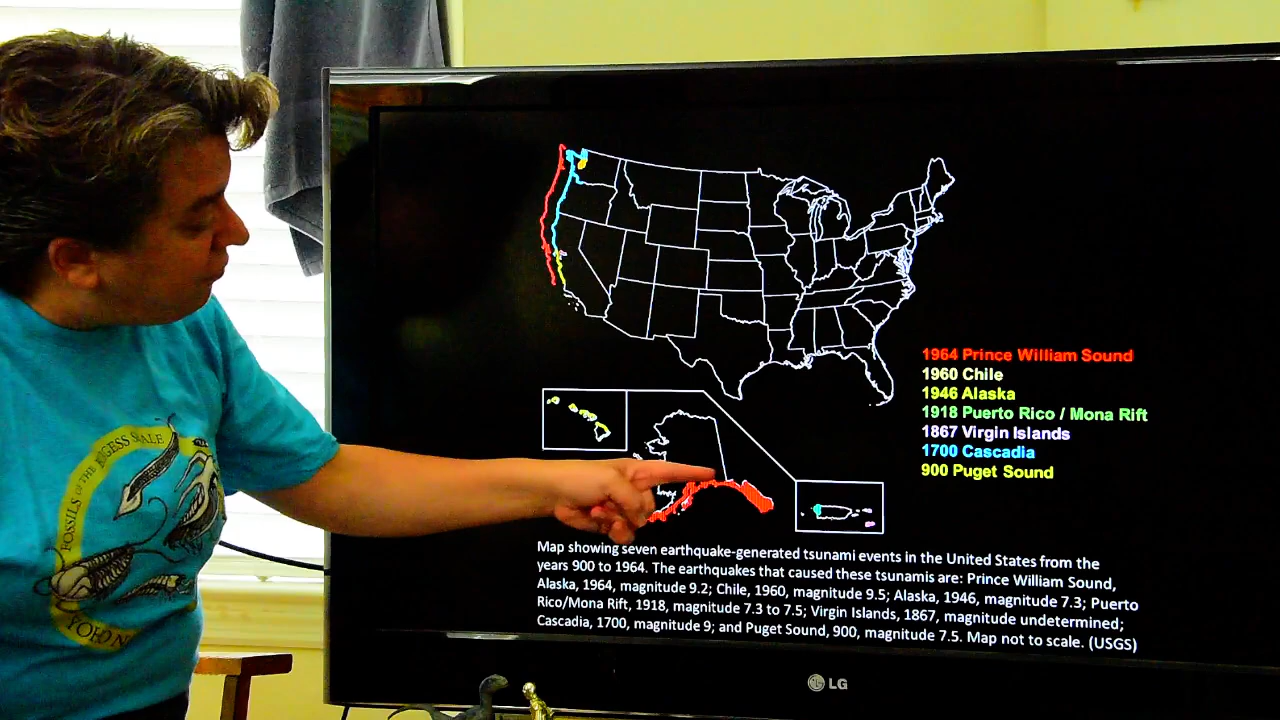 1964 Prince William Sound
1960 Chile
1946 Alaska
1918 Puerto Rico / Mona Rift
1867 Virgin Islands
1700 Cascadia
900 Puget Sound
Map showing seven earthquake-generated tsunami events in the United States from the
years 900 to 1964. The earthquakes that caused these tsunamis are: Prince William Sound,
Alaska, 1964, magnitude 9.2; Chile, 1960, magnitude 9.5; Alaska, 1946, magnitude 7.3; Puerto
Rico/Mona Rift, 1918, magnitude 7.3 to 7.5; Virgin Islands, 1867, magnitude undetermined;
Cascadia, 1700, magnitude 9; and Puget Sound, 900, magnitude 7.5. Map not to scale. (USGS)
LG
FOSSILS OF THE BURGESS SHALE